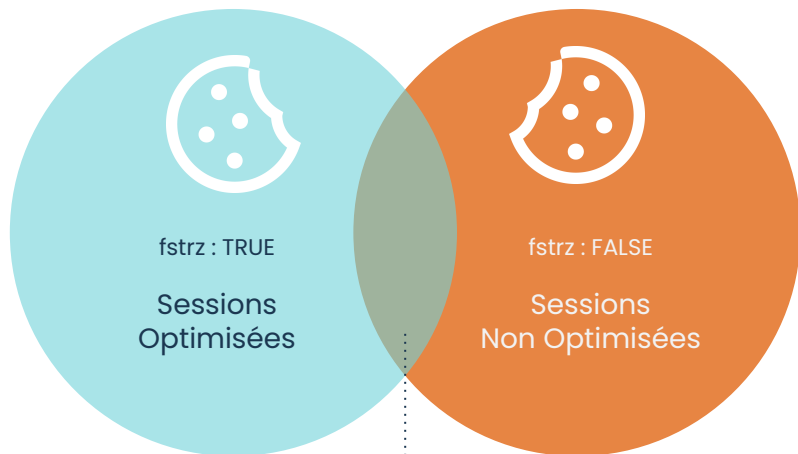 fstrz : TRUE
Sessions
Optimisées
fstrz : FALSE
Sessions
Non Optimisées